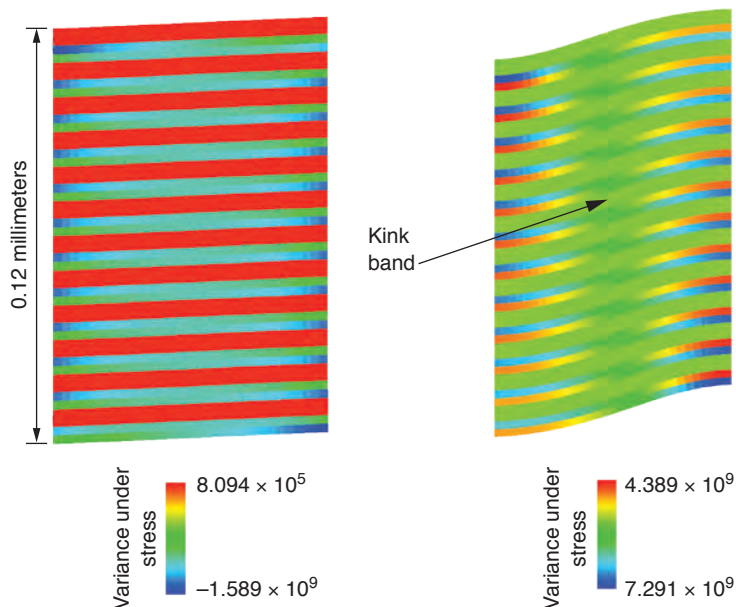 0.12 millimeters
Kink
band
Variance under
stress
8.094 × 10⁵
–1.589 × 10⁹
Variance under
stress
4.389 × 10⁹
7.291 × 10⁹